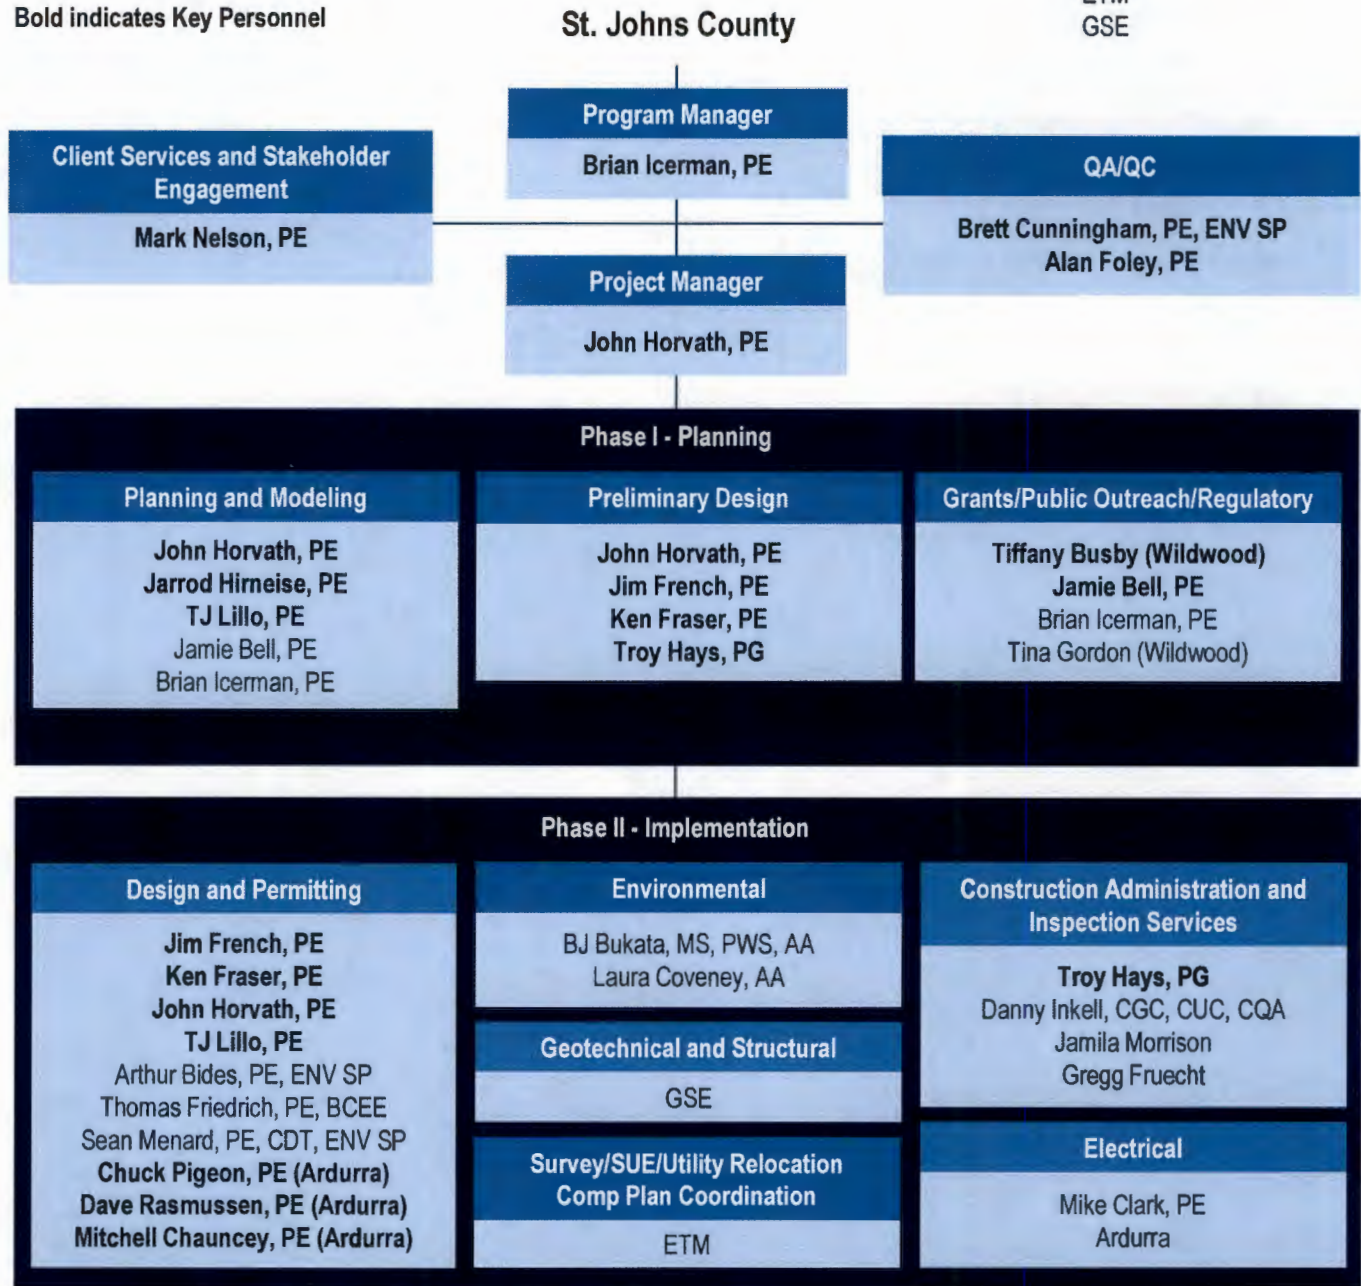 Bold indicates Key Personnel
St. Johns County
ETM
GSE
Program Manager
Brian Icerman, PE
Client Services and Stakeholder
Engagement
Mark Nelson, PE
QA/QC
Brett Cunningham, PE, ENV SP
Alan Foley, PE
Project Manager
John Horvath, PE
Phase I - Planning
Planning and Modeling
John Horvath, PE
Jarrod Hirneise, PE
TJ Lillo, PE
Jamie Bell, PE
Brian Icerman, PE
Preliminary Design
John Horvath, PE
Jim French, PE
Ken Fraser, PE
Troy Hays, PG
Grants/Public Outreach/Regulatory
Tiffany Busby (Wildwood)
Jamie Bell, PE
Brian Icerman, PE
Tina Gordon (Wildwood)
Phase II - Implementation
Design and Permitting
Jim French, PE
Ken Fraser, PE
John Horvath, PE
TJ Lillo, PE
Arthur Bides, PE, ENV SP
Thomas Friedrich, PE, BCEE
Sean Menard, PE, CDT, ENV SP
Chuck Pigeon, PE (Ardurra)
Dave Rasmussen, PE (Ardurra)
Mitchell Chauncey, PE (Ardurra)
Environmental
BJ Bukata, MS, PWS, AA
Laura Coveney, AA
Geotechnical and Structural
GSE
Survey/SUE/Utility Relocation
Comp Plan Coordination
ETM
Construction Administration and
Inspection Services
Troy Hays, PG
Danny Inkell, CGC, CUC, CQA
Jamila Morrison
Gregg Fruecht
Electrical
Mike Clark, PE
Ardurra